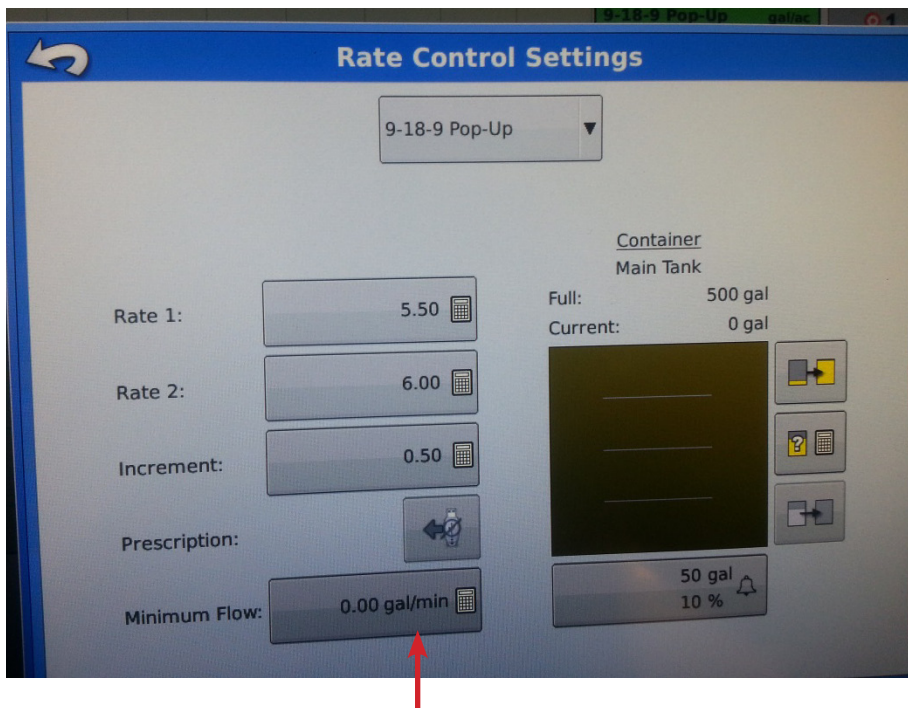 9-18-9 Pop-Up gal/ac 1
Rate Control Settings
9-18-9 Pop-Up
Container
Main Tank
Full: 500 gal
Current: 0 gal
Rate 1: 5.50
Rate 2: 6.00
Increment: 0.50
Prescription:
Minimum Flow: 0.00 gal/min
?
50 gal
10 %